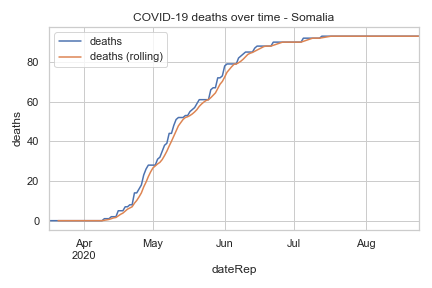 COVID-19 deaths over time - Somalia
deaths
deaths (rolling)
80
60
40
20
0
deaths
Apr
2020
May
Jun
Jul
Aug
dateRep